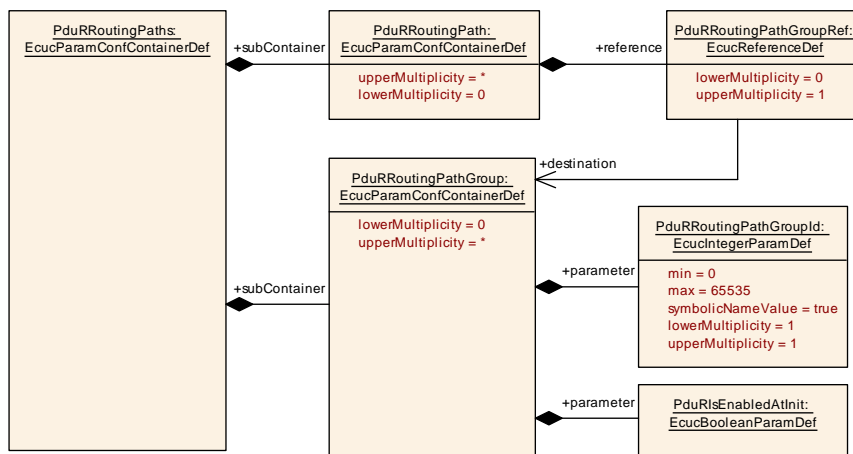 PduRRoutingPaths:
EcucParamConfContainerDef
+subContainer
PduRRoutingPath:
EcucParamConfContainerDef
upperMultiplicity = *
lowerMultiplicity = 0
+reference
PduRRoutingPathGroupRef:
EcucReferenceDef
lowerMultiplicity = 0
upperMultiplicity = 1
+destination
PduRRoutingPathGroup:
EcucParamConfContainerDef
lowerMultiplicity = 0
upperMultiplicity = *
+subContainer
+parameter
PduRRoutingPathGroupId:
EcucIntegerParamDef
min = 0
max = 65535
symbolicNameValue = true
lowerMultiplicity = 1
upperMultiplicity = 1
+parameter
PduRIsEnabledAtInit:
EcucBooleanParamDef